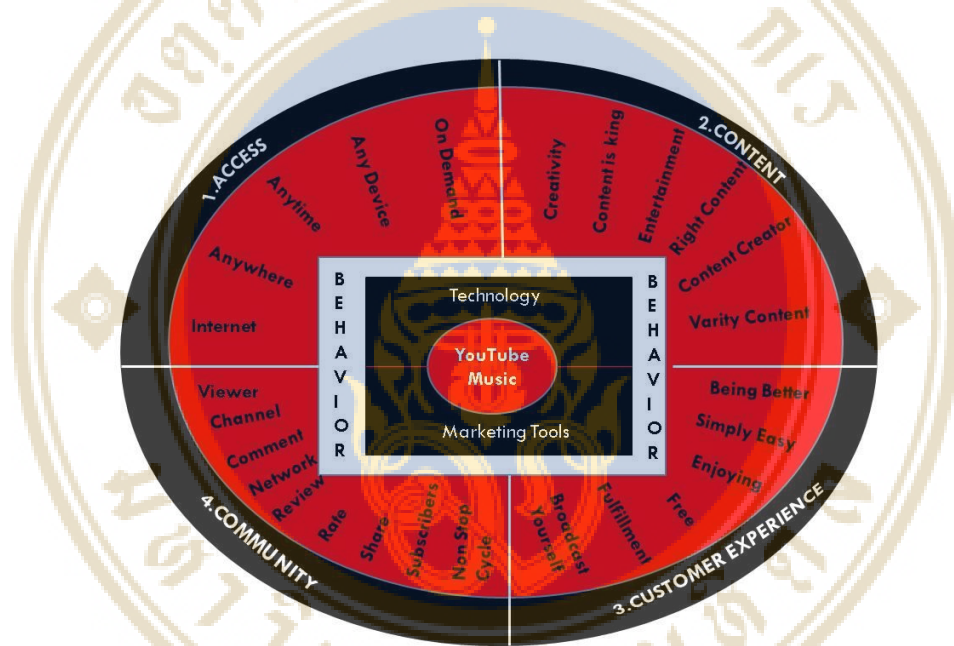 1.ACCESS
On Demand
Any Device
Anytime
Anywhere
Internet
2.CONTENT
Creativity
Content is king
Entertainment
Right Content
Content Creator
Varity Content
BEHAVIOR
Technology
YouTube
Music
Marketing Tools
BEHAVIOR
Being Better
Simply Easy
Enjoying
Free
Fulfillment
Broadcast
Yourself
3.CUSTOMER EXPERIENCE
Viewer
Channel
Comment
Network
Review
Rate
Share
Subscribers
Non Stop
Cycle
4.COMMUNITY